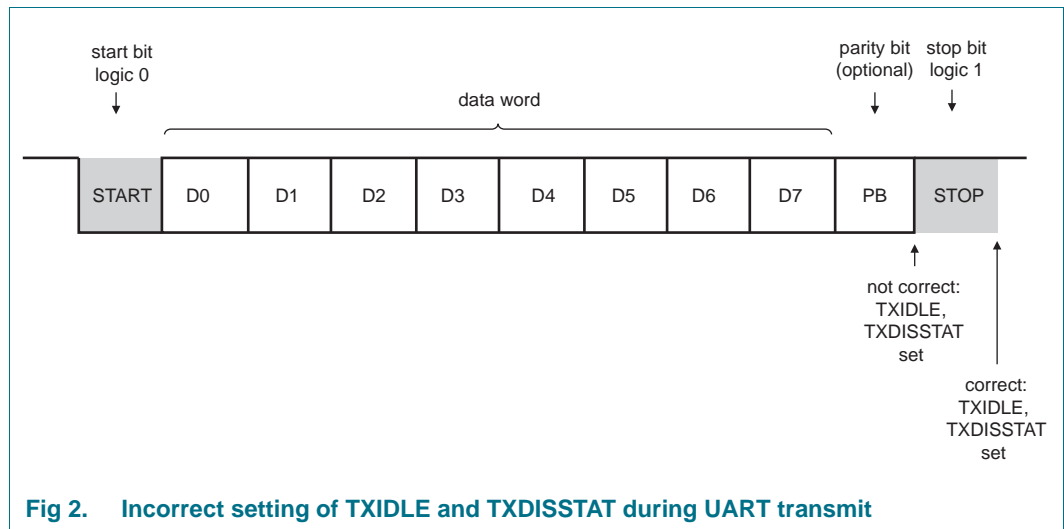 start bit
logic 0
parity bit
(optional)
stop bit
logic 1
data word
START D0 D1 D2 D3 D4 D5 D6 D7 PB STOP
not correct:
TXIDLE,
TXDISSTAT
set
correct:
TXIDLE,
TXDISSTAT
set
Fig 2. Incorrect setting of TXIDLE and TXDISSTAT during UART transmit